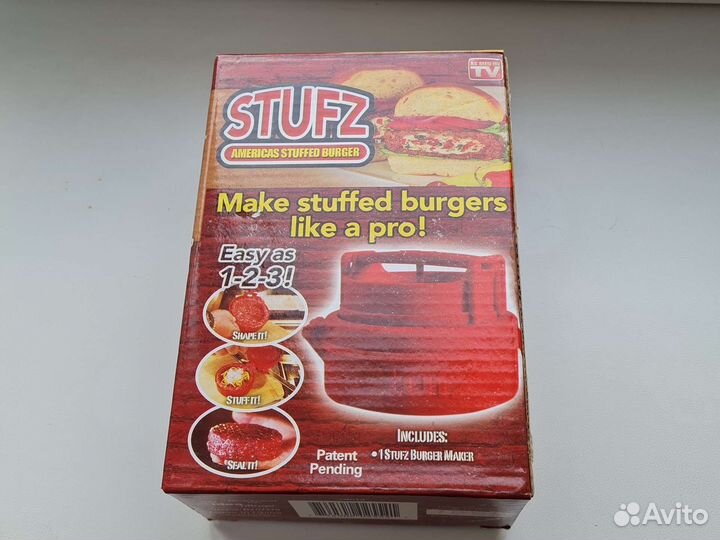 AS SEEN ON
TV
STUFZ
AMERICAS STUFFED BURGER
Make stuffed burgers
like a pro!
Easy as
1-2-3!
SHAPE IT!
STUFF IT!
SEAL IT!
INCLUDES:
• 1 STUFZ BURGER MAKER
Patent
Pending
Avito